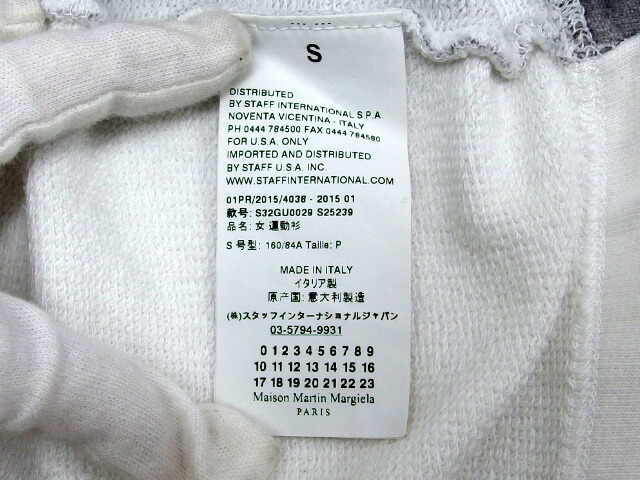 S
DISTRIBUTED
BY STAFF INTERNATIONAL S.P.A.
NOVENTA VICENTINA - ITALY
PH 0444 784500 FAX 0444 784580
FOR U.S.A. ONLY
IMPORTED AND DISTRIBUTED
BY STAFF U.S.A. INC.
WWW.STAFFINTERNATIONAL.COM
01PR/2015/4038 - 2015 01
款号: S32GU0029 S25239
品名: 女 運動衫
S 号型: 160/84A Taille: P
MADE IN ITALY
イタリア製
原产国: 意大利製造
(株)スタッフインターナショナルジャパン
03-5794-9931
0 1 2 3 4 5 6 7 8 9
10 11 12 13 14 15 16
17 18 19 20 21 22 23
Maison Martin Margiela
PARIS